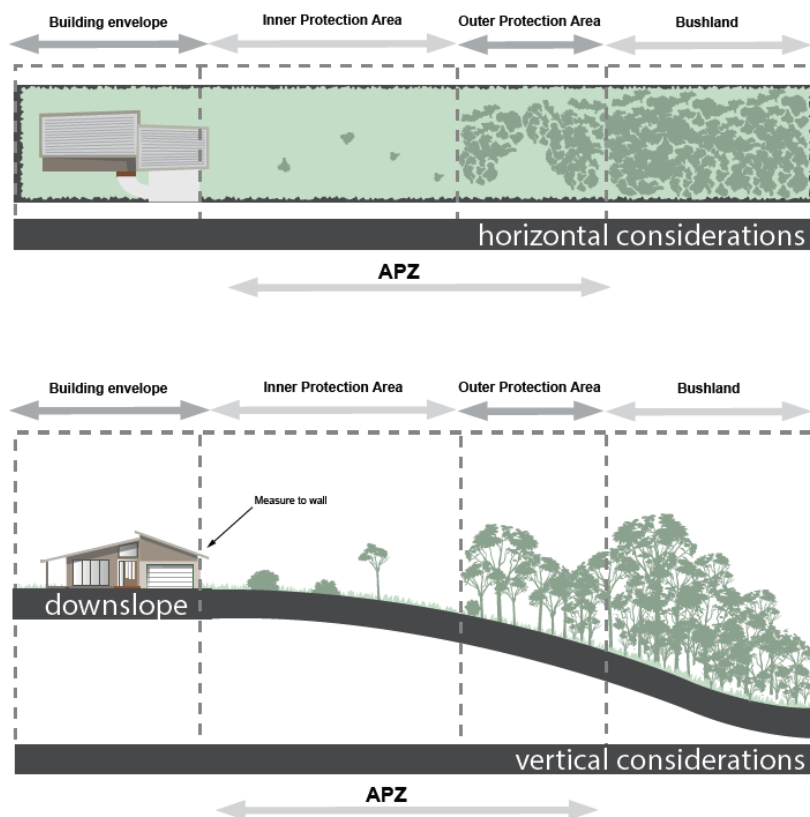 Building envelope
Inner Protection Area
Outer Protection Area
Bushland
horizontal considerations
APZ
Building envelope
Inner Protection Area
Outer Protection Area
Bushland
Measure to wall
downslope
vertical considerations
APZ